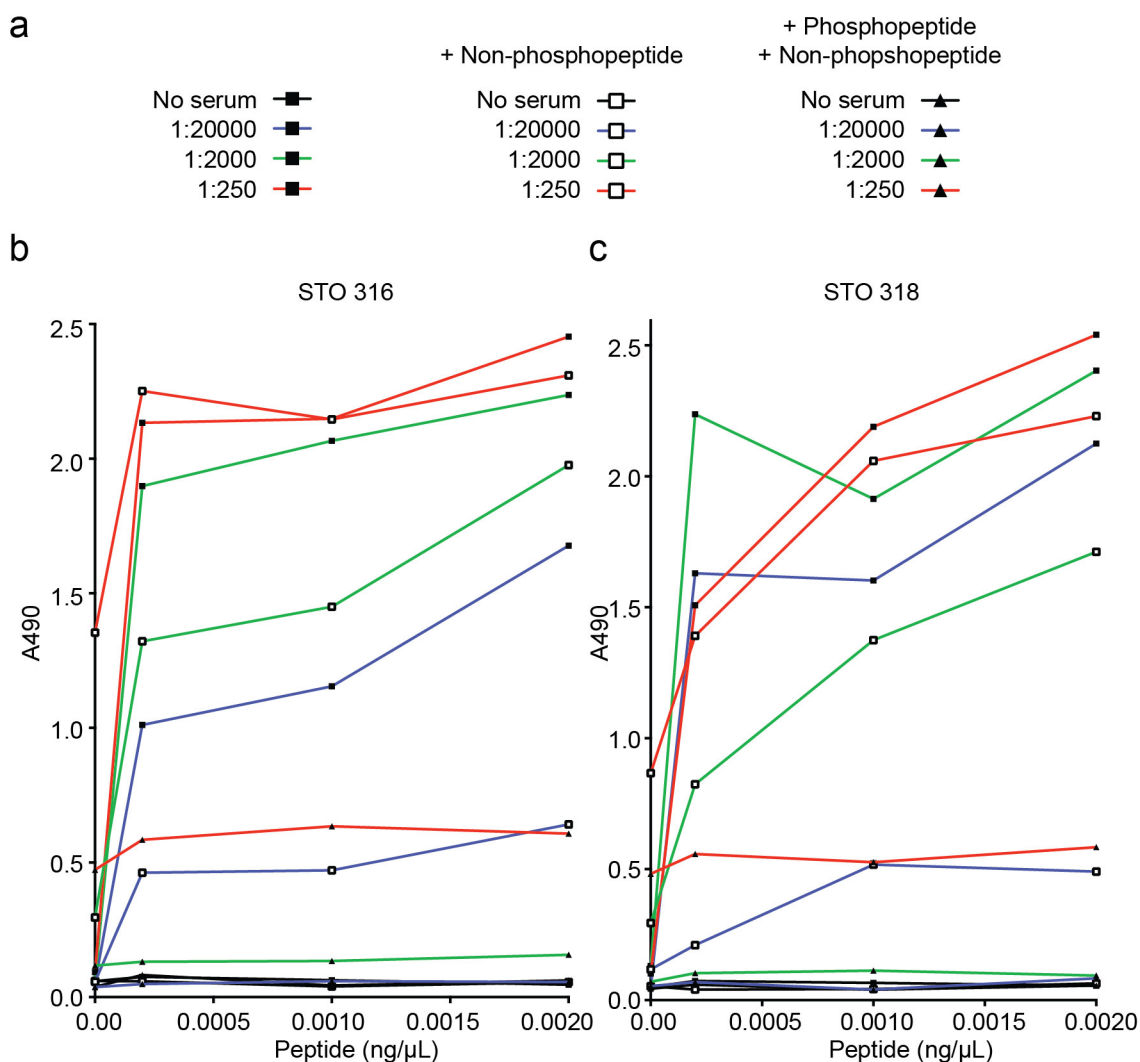 a
+ Phosphopeptide
+ Non-phosphopeptide + Non-phopshopeptide
No serum No serum No serum
1:20000 1:20000 1:20000
1:2000 1:2000 1:2000
1:250 1:250 1:250
b c
STO 316 STO 318
2.5
2.0
1.5
1.0
0.5
0.0
A490
0.00 0.0005 0.0010 0.0015 0.0020
Peptide (ng/µL)
2.5
2.0
1.5
1.0
0.5
0.0
A490
0.00 0.0005 0.0010 0.0015 0.0020
Peptide (ng/µL)